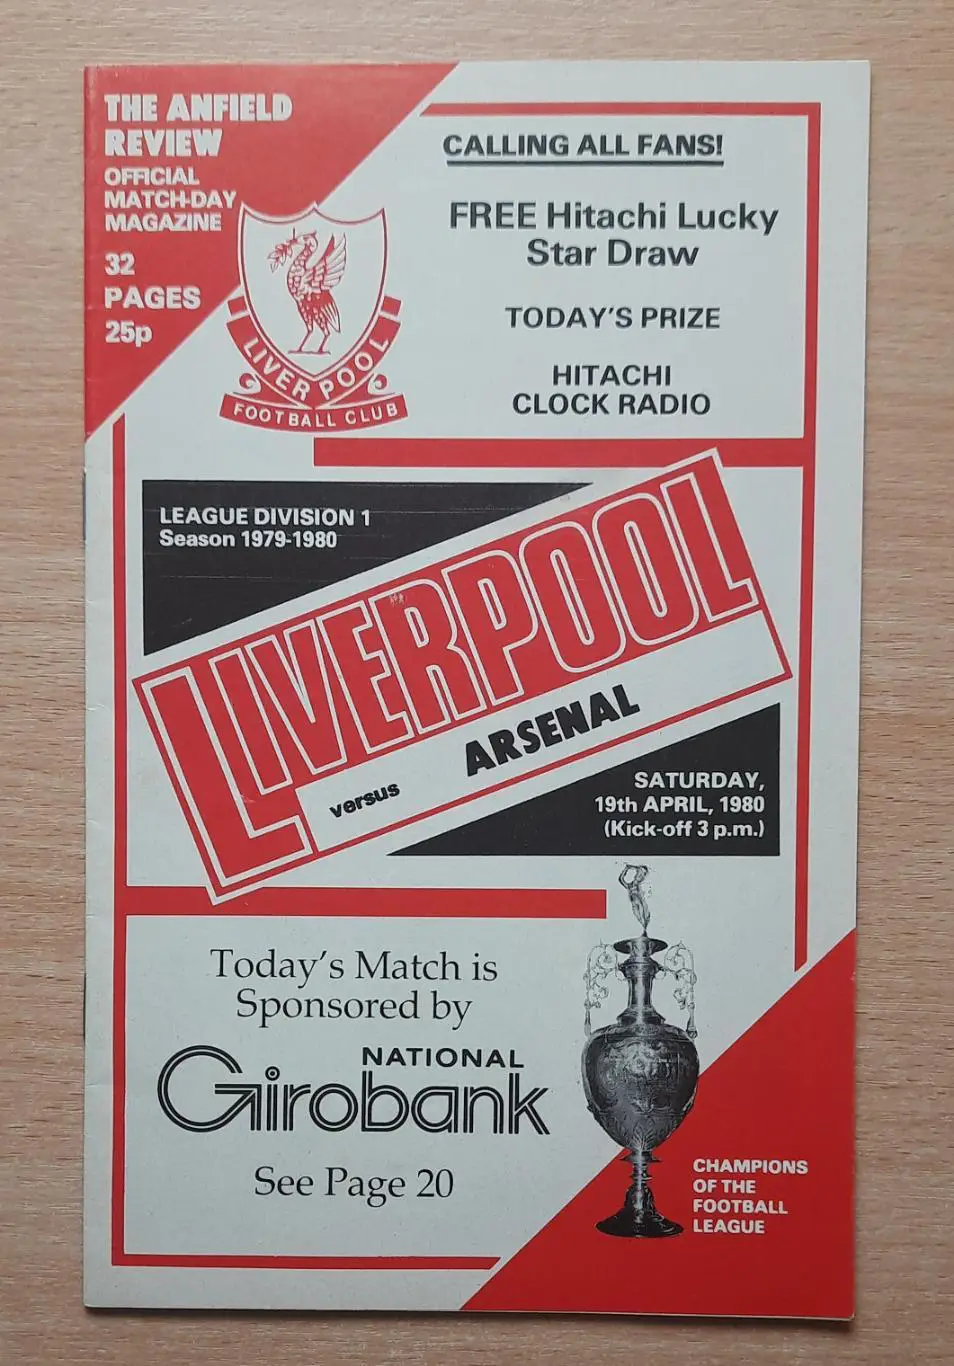 THE ANFIELD
REVIEW
OFFICIAL
MATCH-DAY
MAGAZINE
32
PAGES
25p
LIVERPOOL
FOOTBALL CLUB
CALLING ALL FANS!
FREE Hitachi Lucky
Star Draw
TODAY'S PRIZE
HITACHI
CLOCK RADIO
LEAGUE DIVISION 1
Season 1979-1980
LIVERPOOL
versus ARSENAL
SATURDAY,
19th APRIL, 1980
(Kick-off 3 p.m.)
Today's Match is
Sponsored by
NATIONAL
Girobank
See Page 20
CHAMPIONS
OF THE
FOOTBALL
LEAGUE